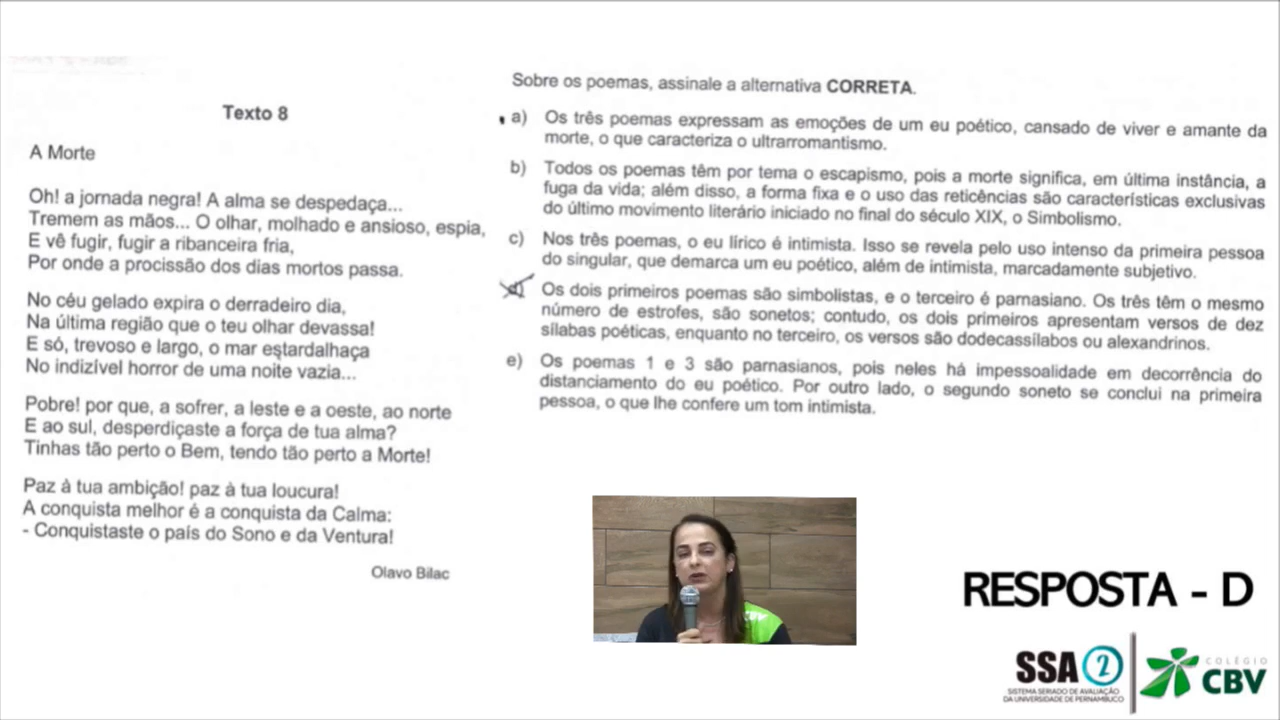 Texto 8
A Morte
Oh! a jornada negra! A alma se despedaça...
Tremem as mãos... O olhar, molhado e ansioso, espia,
E vê fugir, fugir a ribanceira fria,
Por onde a procissão dos dias mortos passa.
No céu gelado expira o derradeiro dia,
Na última região que o teu olhar devassa!
E só, trevoso e largo, o mar estardalhaça
No indizível horror de uma noite vazia...
Pobre! por que, a sofrer, a leste e a oeste, ao norte
E ao sul, desperdiçaste a força de tua alma?
Tinhas tão perto o Bem, tendo tão perto a Morte!
Paz à tua ambição! paz à tua loucura!
A conquista melhor é a conquista da Calma:
- Conquistaste o país do Sono e da Ventura!
Olavo Bilac
Sobre os poemas, assinale a alternativa CORRETA.
a) Os três poemas expressam as emoções de um eu poético, cansado de viver e amante da
morte, o que caracteriza o ultrarromantismo.
b) Todos os poemas têm por tema o escapismo, pois a morte significa, em última instância, a
fuga da vida; além disso, a forma fixa e o uso das reticências são características exclusivas
do último movimento literário iniciado no final do século XIX, o Simbolismo.
c) Nos três poemas, o eu lírico é intimista. Isso se revela pelo uso intenso da primeira pessoa
do singular, que demarca um eu poético, além de intimista, marcadamente subjetivo.
d) Os dois primeiros poemas são simbolistas, e o terceiro é parnasiano. Os três têm o mesmo
número de estrofes, são sonetos; contudo, os dois primeiros apresentam versos de dez
sílabas poéticas, enquanto no terceiro, os versos são dodecassílabos ou alexandrinos.
e) Os poemas 1 e 3 são parnasianos, pois neles há impessoalidade em decorrência do
distanciamento do eu poético. Por outro lado, o segundo soneto se conclui na primeira
pessoa, o que lhe confere um tom intimista.
RESPOSTA - D
SSA 2
SISTEMA SERIADO DE AVALIAÇÃO
DA UNIVERSIDADE DE PERNAMBUCO
COLÉGIO
CBV